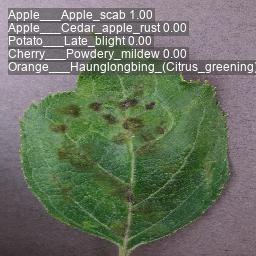 Apple___Apple_scab 1.00
Apple___Cedar_apple_rust 0.00
Potato___Late_blight 0.00
Cherry___Powdery_mildew 0.00
Orange___Haunglongbing_(Citrus_greening)